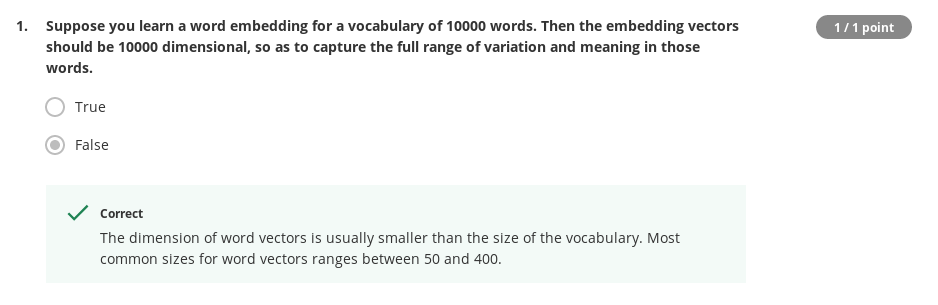 1. Suppose you learn a word embedding for a vocabulary of 10000 words. Then the embedding vectors
should be 10000 dimensional, so as to capture the full range of variation and meaning in those
words.
1 / 1 point
True
False
Correct
The dimension of word vectors is usually smaller than the size of the vocabulary. Most
common sizes for word vectors ranges between 50 and 400.